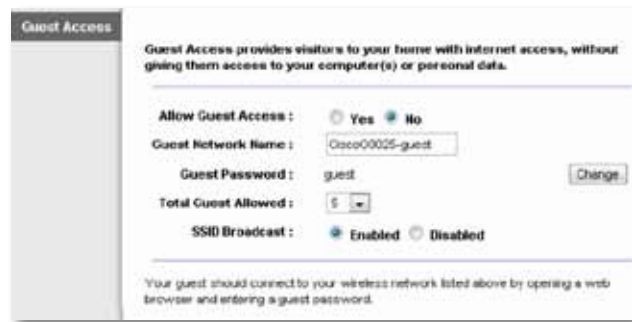 Guest Access
Guest Access provides visitors to your home with internet access, without
giving them access to your computer(s) or personal data.
Allow Guest Access : Yes No
Guest Network Name : Cisco00025-guest
Guest Password : guest Change
Total Guest Allowed : 5
SSID Broadcast : Enabled Disabled
Your guest should connect to your wireless network listed above by opening a web
browser and entering a guest password.